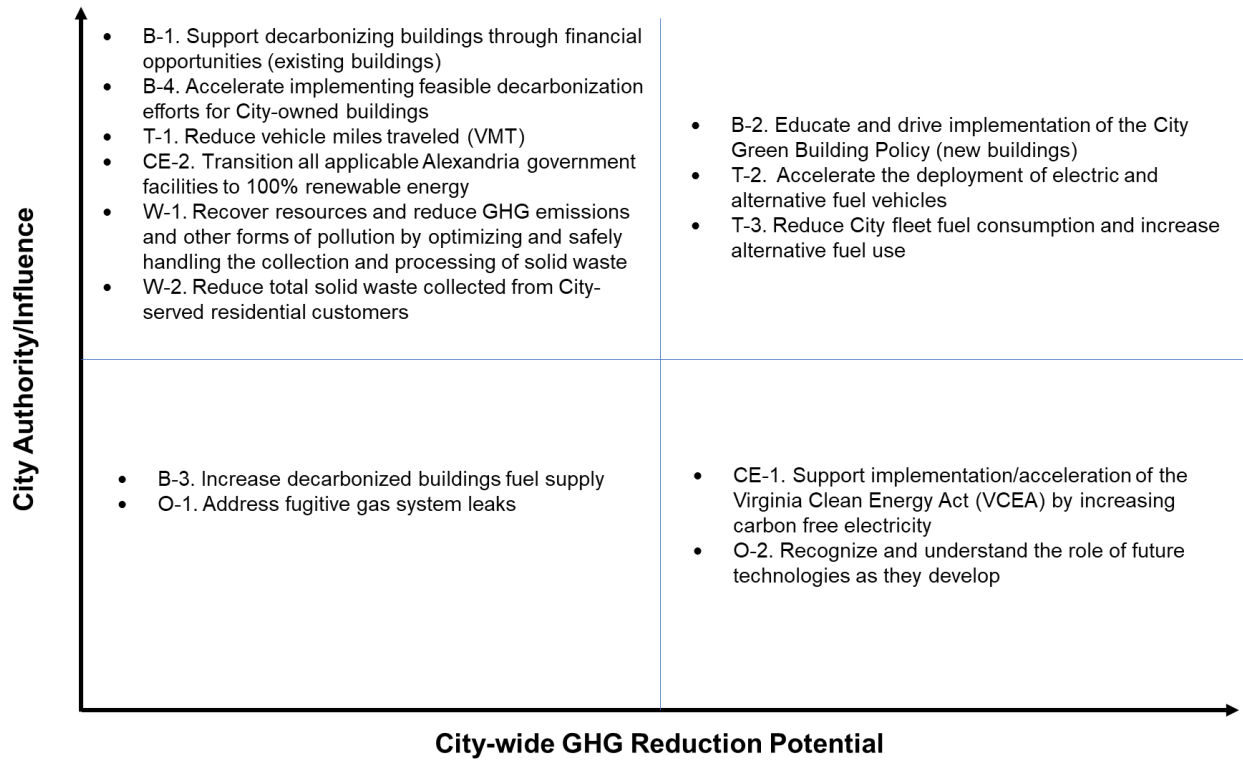 • B-1. Support decarbonizing buildings through financial
opportunities (existing buildings)
• B-4. Accelerate implementing feasible decarbonization
efforts for City-owned buildings
• T-1. Reduce vehicle miles traveled (VMT)
• CE-2. Transition all applicable Alexandria government
facilities to 100% renewable energy
• W-1. Recover resources and reduce GHG emissions
and other forms of pollution by optimizing and safely
handling the collection and processing of solid waste
• W-2. Reduce total solid waste collected from City-
served residential customers
• B-2. Educate and drive implementation of the City
Green Building Policy (new buildings)
• T-2. Accelerate the deployment of electric and
alternative fuel vehicles
• T-3. Reduce City fleet fuel consumption and increase
alternative fuel use
City Authority/Influence
• B-3. Increase decarbonized buildings fuel supply
• O-1. Address fugitive gas system leaks
• CE-1. Support implementation/acceleration of the
Virginia Clean Energy Act (VCEA) by increasing
carbon free electricity
• O-2. Recognize and understand the role of future
technologies as they develop
City-wide GHG Reduction Potential